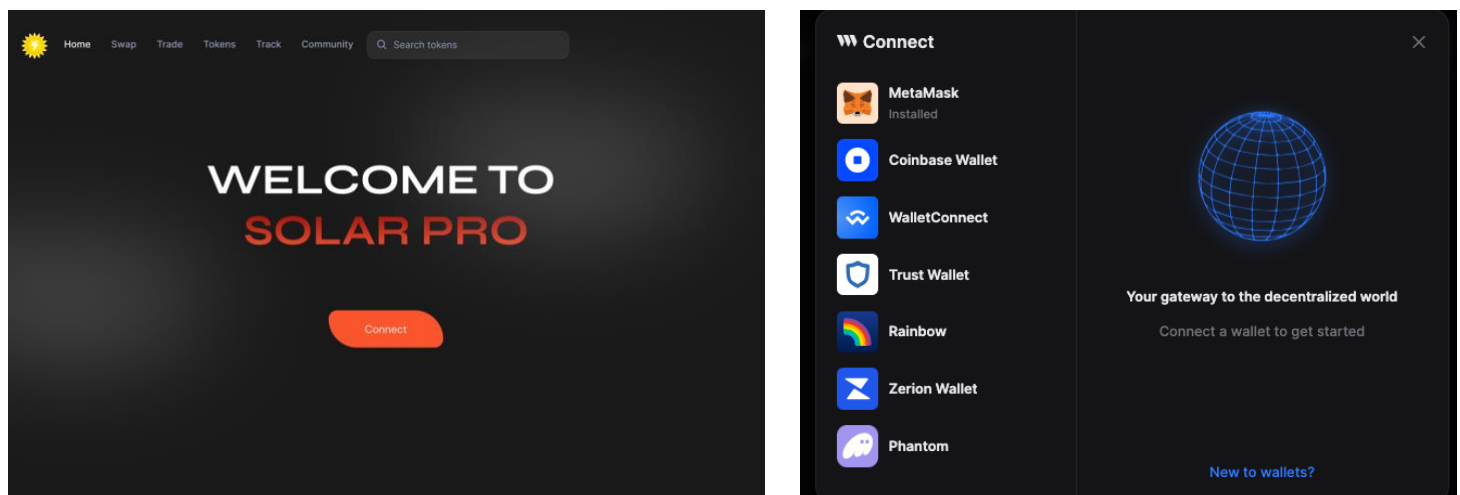 Home Swap Trade Tokens Track Community Search tokens
WELCOME TO
SOLAR PRO
Connect
Connect
MetaMask
Installed
Coinbase Wallet
WalletConnect
Trust Wallet
Rainbow
Zerion Wallet
Phantom
Your gateway to the decentralized world
Connect a wallet to get started
New to wallets?